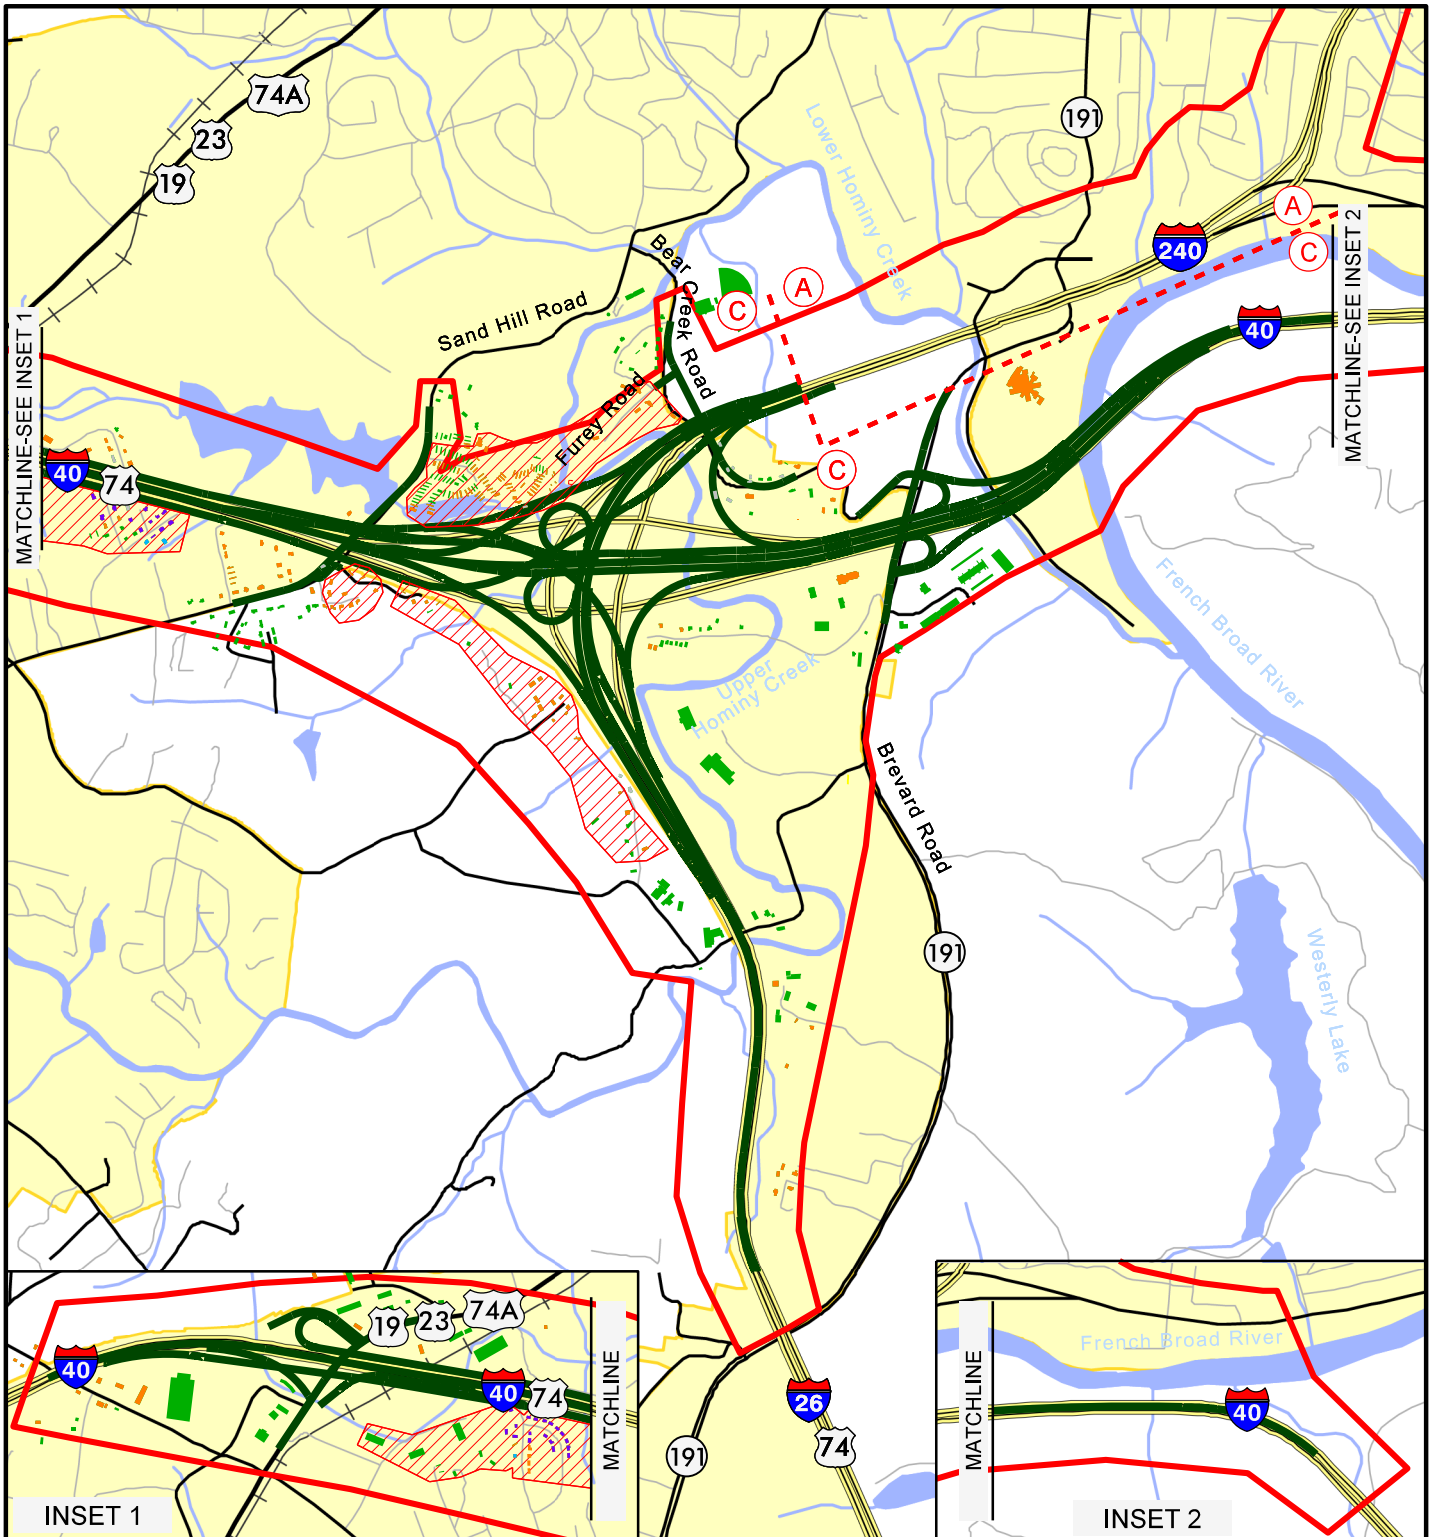 74A
23
19
191
Lower Hominy Creek
A
C
240
MATCHLINE-SEE INSET 2
Bear Creek Road
A
C
40
Sand Hill Road
MATCHLINE-SEE INSET 1
Furey Road
C
40
74
French Broad River
Upper
Hominy Creek
Brevard Road
191
Westerly Lake
19
23
74A
40
40
74
MATCHLINE
INSET 1
26
74
191
French Broad River
MATCHLINE
40
INSET 2